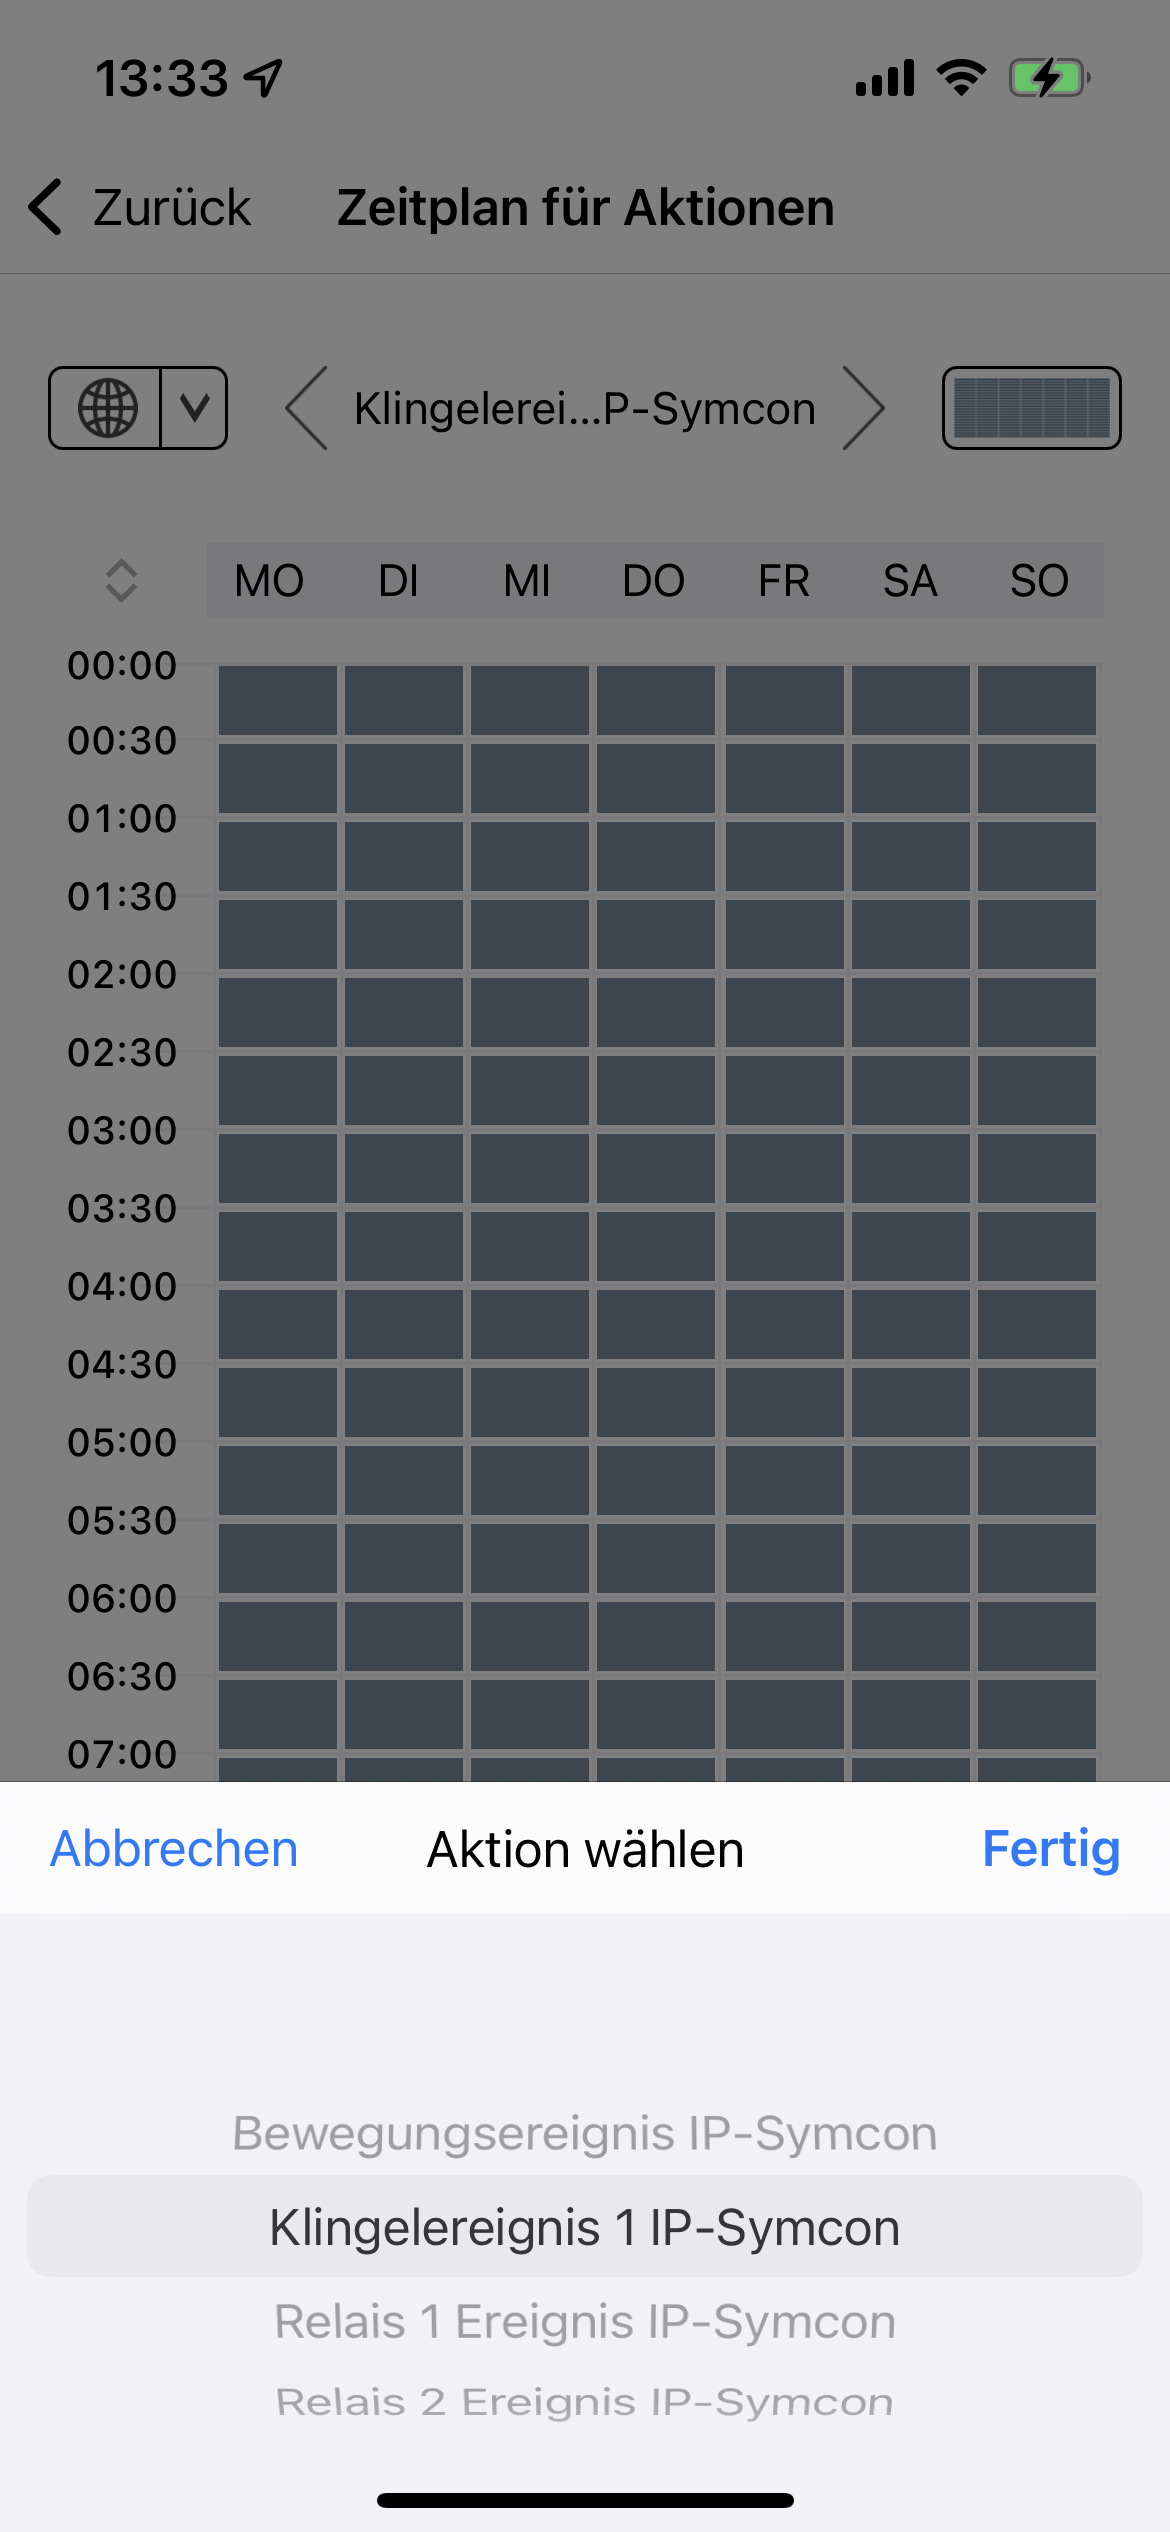 13:33
Zurück Zeitplan für Aktionen
Klingelerei...P-Symcon
MO DI MI DO FR SA SO
00:00
00:30
01:00
01:30
02:00
02:30
03:00
03:30
04:00
04:30
05:00
05:30
06:00
06:30
07:00
Abbrechen Aktion wählen Fertig
Bewegungsereignis IP-Symcon
Klingelereignis 1 IP-Symcon
Relais 1 Ereignis IP-Symcon
Relais 2 Ereignis IP-Symcon